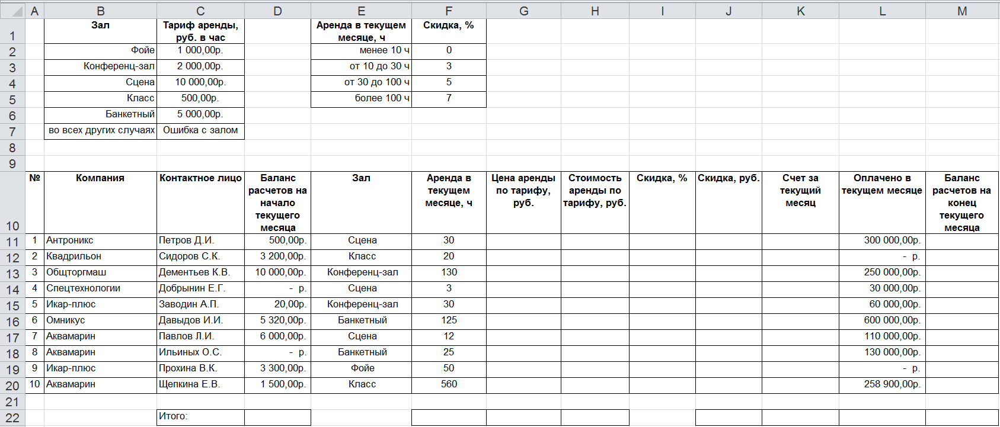 A B C D E F G H I J K L M
1 Зал Тариф аренды, Аренда в текущем Скидка, %
руб. в час месяце, ч
2 Фойе 1 000,00р. менее 10 ч 0
3 Конференц-зал 2 000,00р. от 10 до 30 ч 3
4 Сцена 10 000,00р. от 30 до 100 ч 5
5 Класс 500,00р. более 100 ч 7
6 Банкетный 5 000,00р.
7 во всех других случаях Ошибка с залом
8
9
№ Компания Контактное лицо Баланс Зал Аренда в Цена аренды Стоимость Скидка, % Скидка, руб. Счет за Оплачено в Баланс
расчетов на текущем по тарифу, аренды по текущий текущем месяце расчетов на
начало месяце, ч руб. тарифу, руб. месяц конец
текущего текущего
10 месяца месяца
11 1 Антроникс Петров Д.И. 500,00р. Сцена 30 300 000,00р.
12 2 Квадрильон Сидоров С.К. 3 200,00р. Класс 20 - р.
13 3 Общторгмаш Дементьев К.В. 10 000,00р. Конференц-зал 130 250 000,00р.
14 4 Спецтехнологии Добрынин Е.Г. - р. Сцена 3 30 000,00р.
15 5 Икар-плюс Заводин А.П. 20,00р. Конференц-зал 30 60 000,00р.
16 6 Омникус Давыдов И.И. 5 320,00р. Банкетный 125 600 000,00р.
17 7 Аквамарин Павлов Л.И. 6 000,00р. Сцена 12 110 000,00р.
18 8 Аквамарин Ильиных О.С. - р. Банкетный 25 130 000,00р.
19 9 Икар-плюс Прохина В.К. 3 300,00р. Фойе 50 - р.
20 10 Аквамарин Щепкина Е.В. 1 500,00р. Класс 560 258 900,00р.
21
22 Итого: